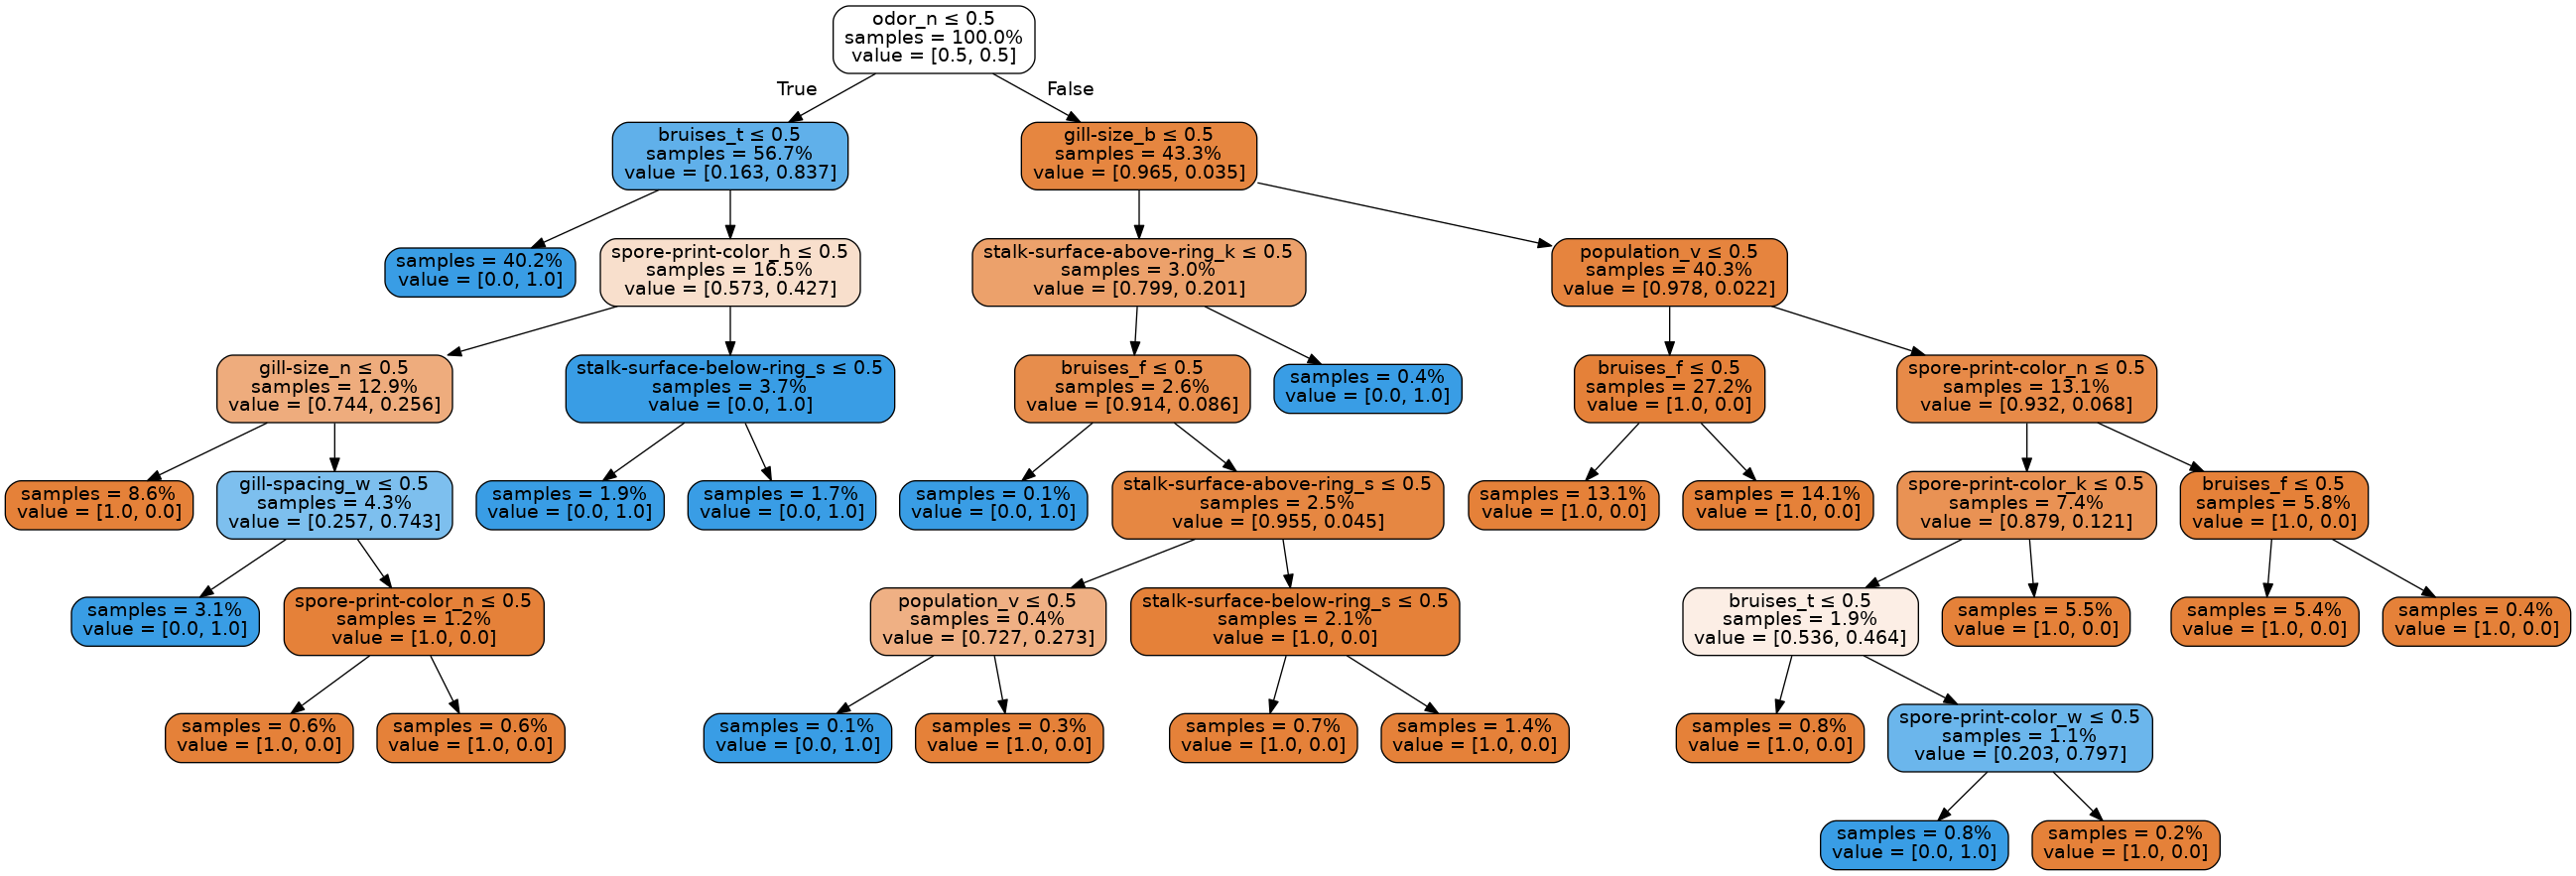 odor_n ≤ 0.5
samples = 100.0%
value = [0.5, 0.5]
True
False
bruises_t ≤ 0.5
samples = 56.7%
value = [0.163, 0.837]
gill-size_b ≤ 0.5
samples = 43.3%
value = [0.965, 0.035]
samples = 40.2%
value = [0.0, 1.0]
spore-print-color_h ≤ 0.5
samples = 16.5%
value = [0.573, 0.427]
stalk-surface-above-ring_k ≤ 0.5
samples = 3.0%
value = [0.799, 0.201]
population_v ≤ 0.5
samples = 40.3%
value = [0.978, 0.022]
gill-size_n ≤ 0.5
samples = 12.9%
value = [0.744, 0.256]
stalk-surface-below-ring_s ≤ 0.5
samples = 3.7%
value = [0.0, 1.0]
bruises_f ≤ 0.5
samples = 2.6%
value = [0.914, 0.086]
samples = 0.4%
value = [0.0, 1.0]
bruises_f ≤ 0.5
samples = 27.2%
value = [1.0, 0.0]
spore-print-color_n ≤ 0.5
samples = 13.1%
value = [0.932, 0.068]
samples = 8.6%
value = [1.0, 0.0]
gill-spacing_w ≤ 0.5
samples = 4.3%
value = [0.257, 0.743]
samples = 1.9%
value = [0.0, 1.0]
samples = 1.7%
value = [0.0, 1.0]
samples = 0.1%
value = [0.0, 1.0]
stalk-surface-above-ring_s ≤ 0.5
samples = 2.5%
value = [0.955, 0.045]
samples = 13.1%
value = [1.0, 0.0]
samples = 14.1%
value = [1.0, 0.0]
spore-print-color_k ≤ 0.5
samples = 7.4%
value = [0.879, 0.121]
bruises_f ≤ 0.5
samples = 5.8%
value = [1.0, 0.0]
samples = 3.1%
value = [0.0, 1.0]
spore-print-color_n ≤ 0.5
samples = 1.2%
value = [1.0, 0.0]
population_v ≤ 0.5
samples = 0.4%
value = [0.727, 0.273]
stalk-surface-below-ring_s ≤ 0.5
samples = 2.1%
value = [1.0, 0.0]
bruises_t ≤ 0.5
samples = 1.9%
value = [0.536, 0.464]
samples = 5.5%
value = [1.0, 0.0]
samples = 5.4%
value = [1.0, 0.0]
samples = 0.4%
value = [1.0, 0.0]
samples = 0.6%
value = [1.0, 0.0]
samples = 0.6%
value = [1.0, 0.0]
samples = 0.1%
value = [0.0, 1.0]
samples = 0.3%
value = [1.0, 0.0]
samples = 0.7%
value = [1.0, 0.0]
samples = 1.4%
value = [1.0, 0.0]
samples = 0.8%
value = [1.0, 0.0]
spore-print-color_w ≤ 0.5
samples = 1.1%
value = [0.203, 0.797]
samples = 0.8%
value = [0.0, 1.0]
samples = 0.2%
value = [1.0, 0.0]